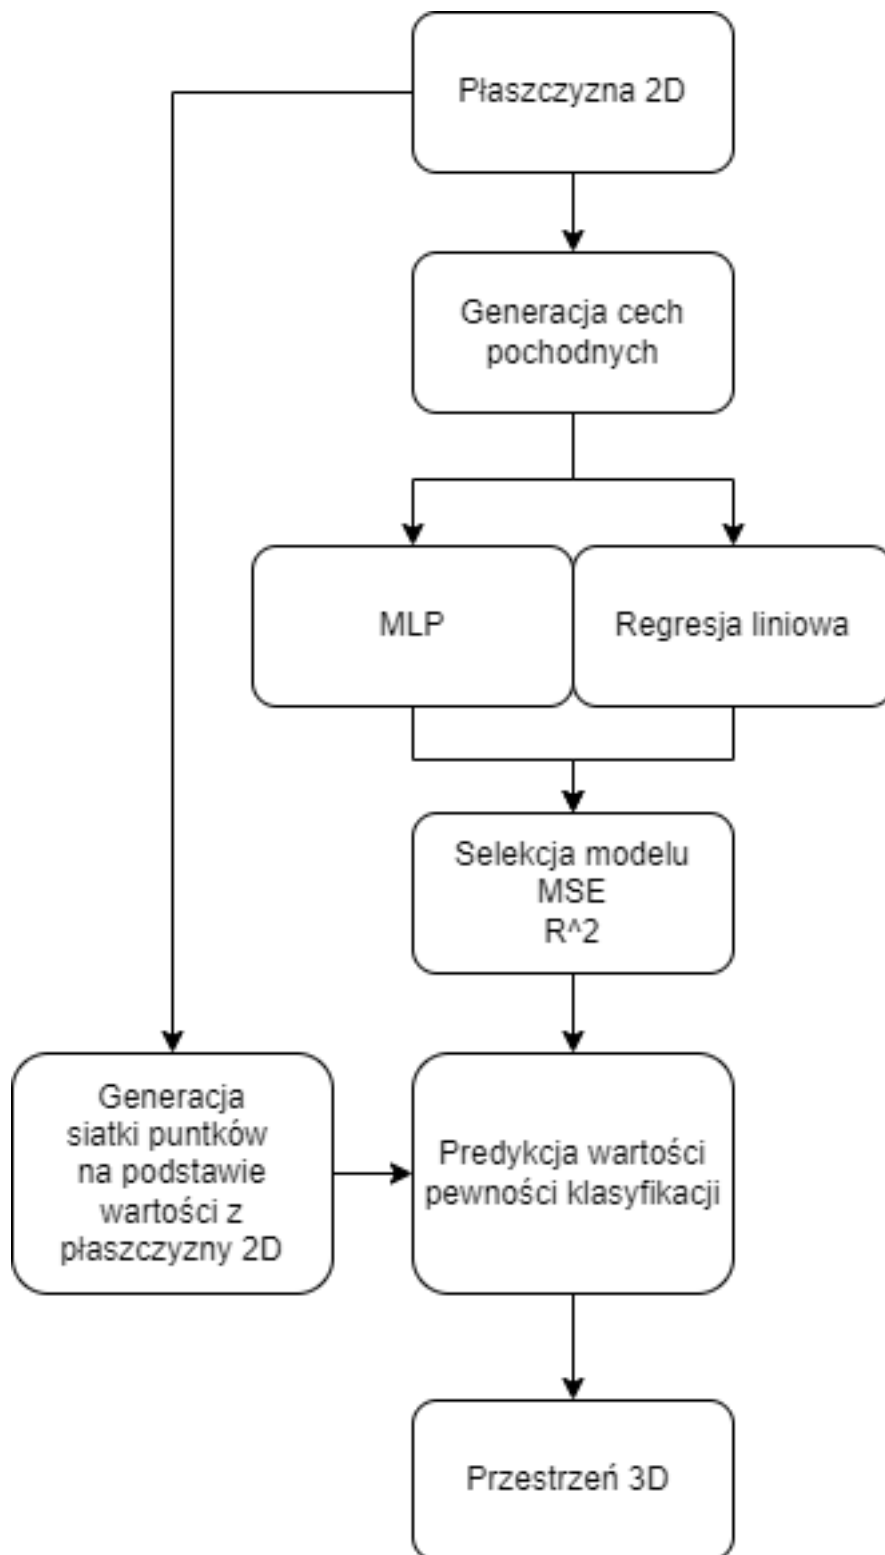 Płaszczyzna 2D
Generacja cech
pochodnych
MLP
Regresja liniowa
Selekcja modelu
MSE
R^2
Generacja
siatki puntków
na podstawie
wartości z
płaszczyzny 2D
Predykcja wartości
pewności klasyfikacji
Przestrzeń 3D